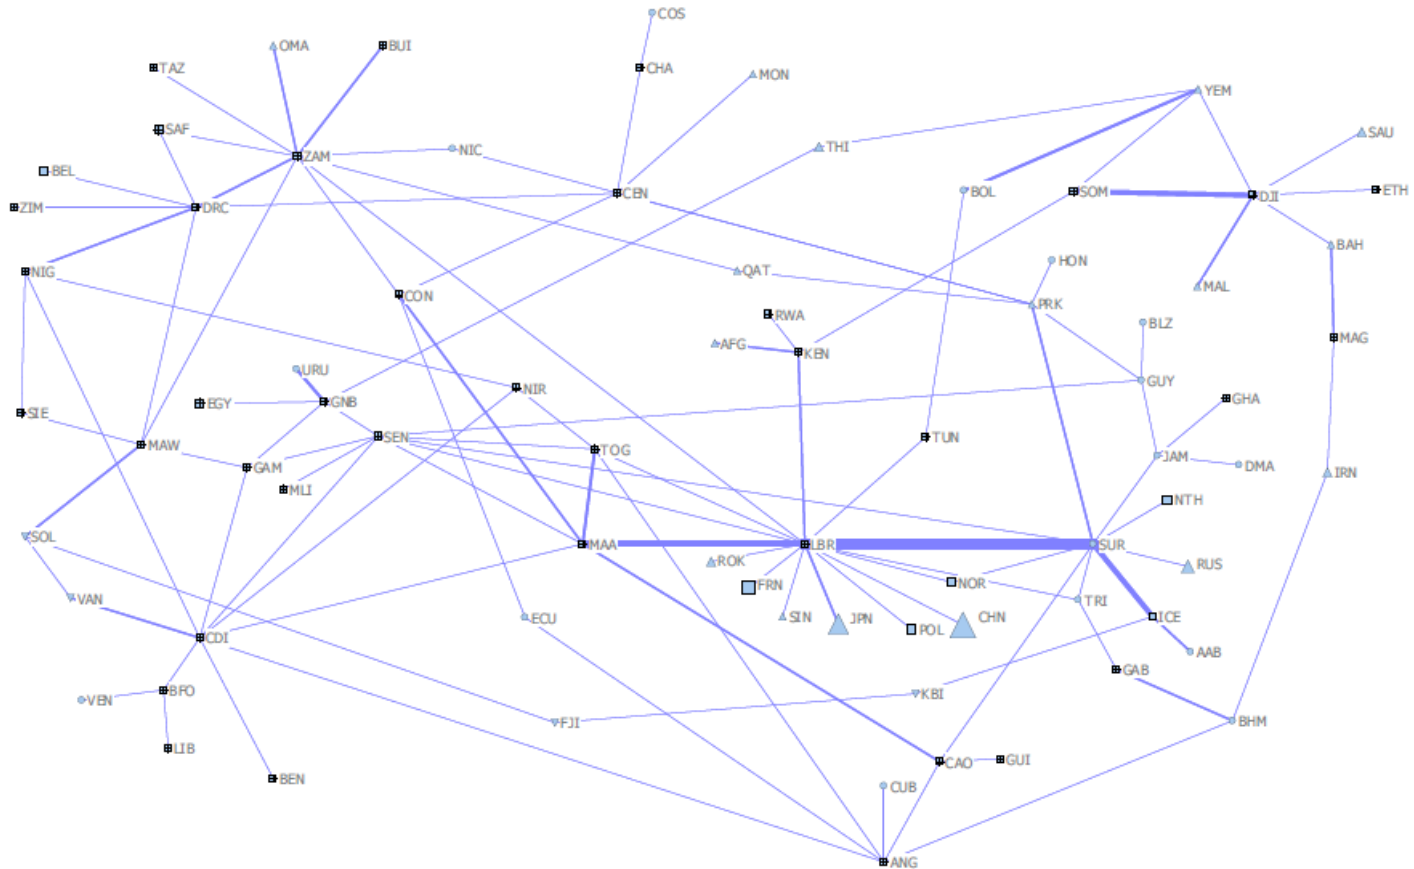 COS
OMA
BUI
TAZ
CHA
MON
YEM
SAF
SAU
THI
NIC
ZAM
BEL
CEN
BOL
SOM
DJI
ETH
ZIM
DRC
BAH
HON
NIG
QAT
MAL
CON
PRK
RWA
BLZ
AFG
KEN
MAG
URU
GUY
NIR
EGY
GNB
GHA
SIE
SEN
TUN
MAW
TOG
JAM
GAM
DMA
IRN
MLI
NTH
SOL
MAA
LBR
SUR
ROK
RUS
FRN
NOR
VAN
TRI
ECU
SIN
JPN
CHN
ICE
POL
CDI
AAB
GAB
BFO
KBI
VEN
FJI
BHM
LIB
GUI
CAO
BEN
CUB
ANG